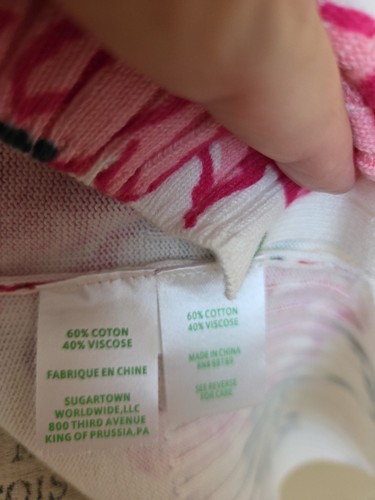 60% COTON
40% VISCOSE
FABRIQUE EN CHINE
SUGARTOWN
WORLDWIDE,LLC
800 THIRD AVENUE
KING OF PRUSSIA,PA
60% COTTON
40% VISCOSE
MADE IN CHINA
SEE REVERSE
FOR CARE